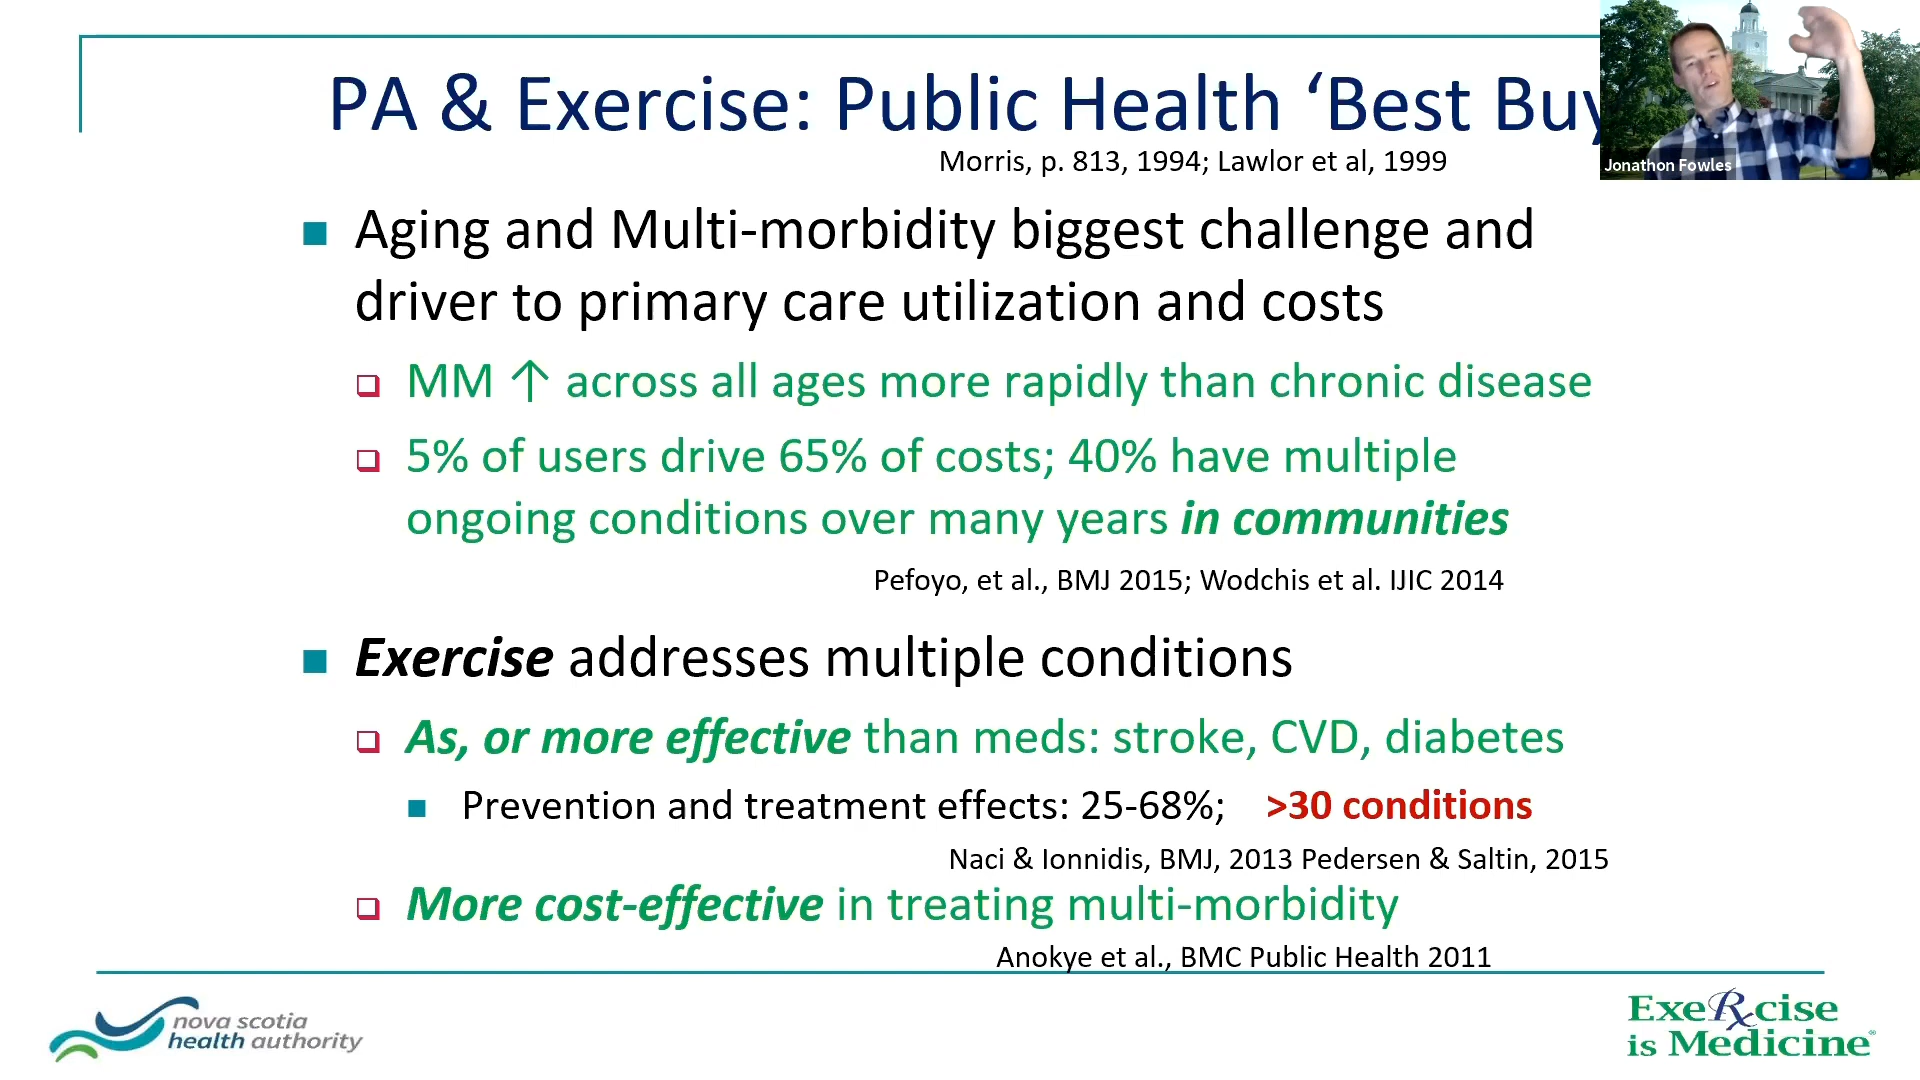 PA & Exercise: Public Health ‘Best Buy
Jonathon Fowles
Morris, p. 813, 1994; Lawlor et al, 1999
Aging and Multi-morbidity biggest challenge and
driver to primary care utilization and costs
MM ↑ across all ages more rapidly than chronic disease
5% of users drive 65% of costs; 40% have multiple
ongoing conditions over many years in communities
Pefoyo, et al., BMJ 2015; Wodchis et al. IJIC 2014
Exercise addresses multiple conditions
As, or more effective than meds: stroke, CVD, diabetes
Prevention and treatment effects: 25-68%; >30 conditions
Naci & Ionnidis, BMJ, 2013 Pedersen & Saltin, 2015
More cost-effective in treating multi-morbidity
Anokye et al., BMC Public Health 2011
nova scotia
health authority
ExeRxcise
is Medicine®